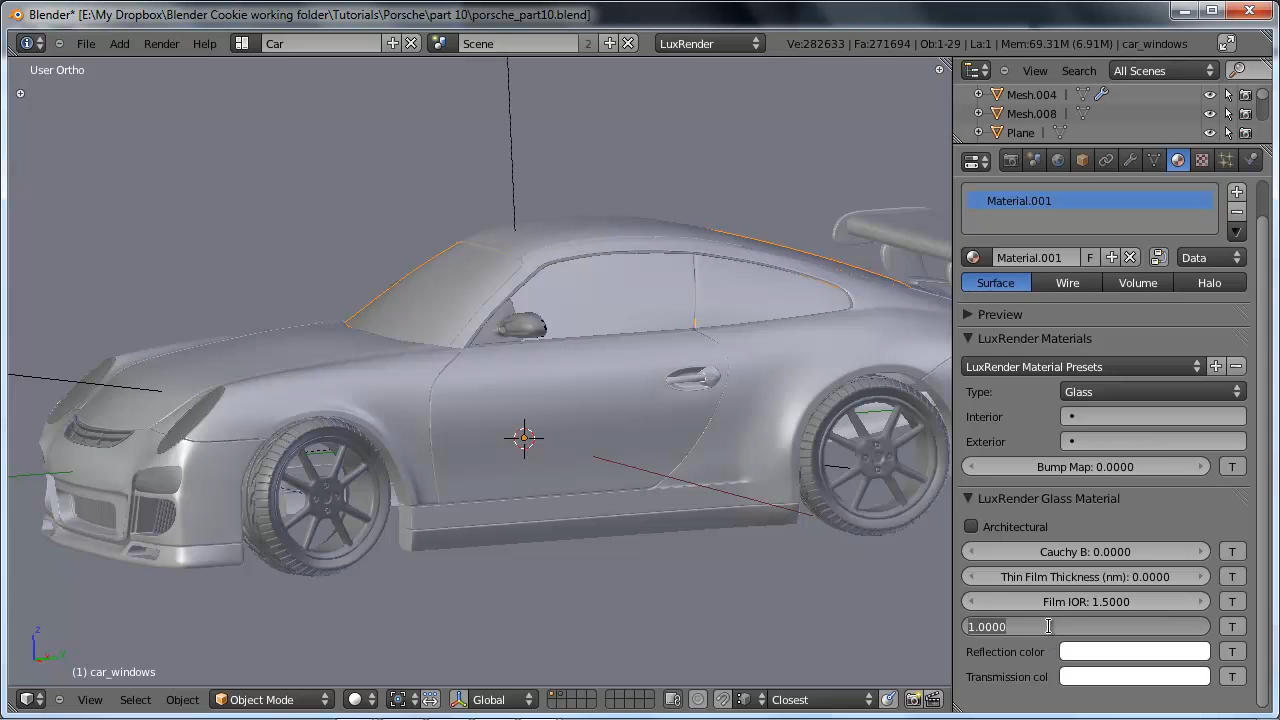 Blender* [E:\My Dropbox\Blender Cookie working folder\Tutorials\Porsche\part 10\porsche_part10.blend]
File Add Render Help Car Scene 2 LuxRender Ve:282633 | Fa:271694 | Ob:1-29 | La:1 | Mem:69.31M (6.91M) | car_windows
User Ortho
View Search All Scenes
Mesh.004
Mesh.008
Plane
Material.001
Material.001 F Data
Surface Wire Volume Halo
Preview
LuxRender Materials
LuxRender Material Presets
Type: Glass
Interior
Exterior
Bump Map: 0.0000 T
LuxRender Glass Material
Architectural
Cauchy B: 0.0000 T
Thin Film Thickness (nm): 0.0000 T
Film IOR: 1.5000 T
1.0000 T
Reflection color T
Transmission col T
z
y
(1) car_windows
View Select Object Object Mode Global Closest